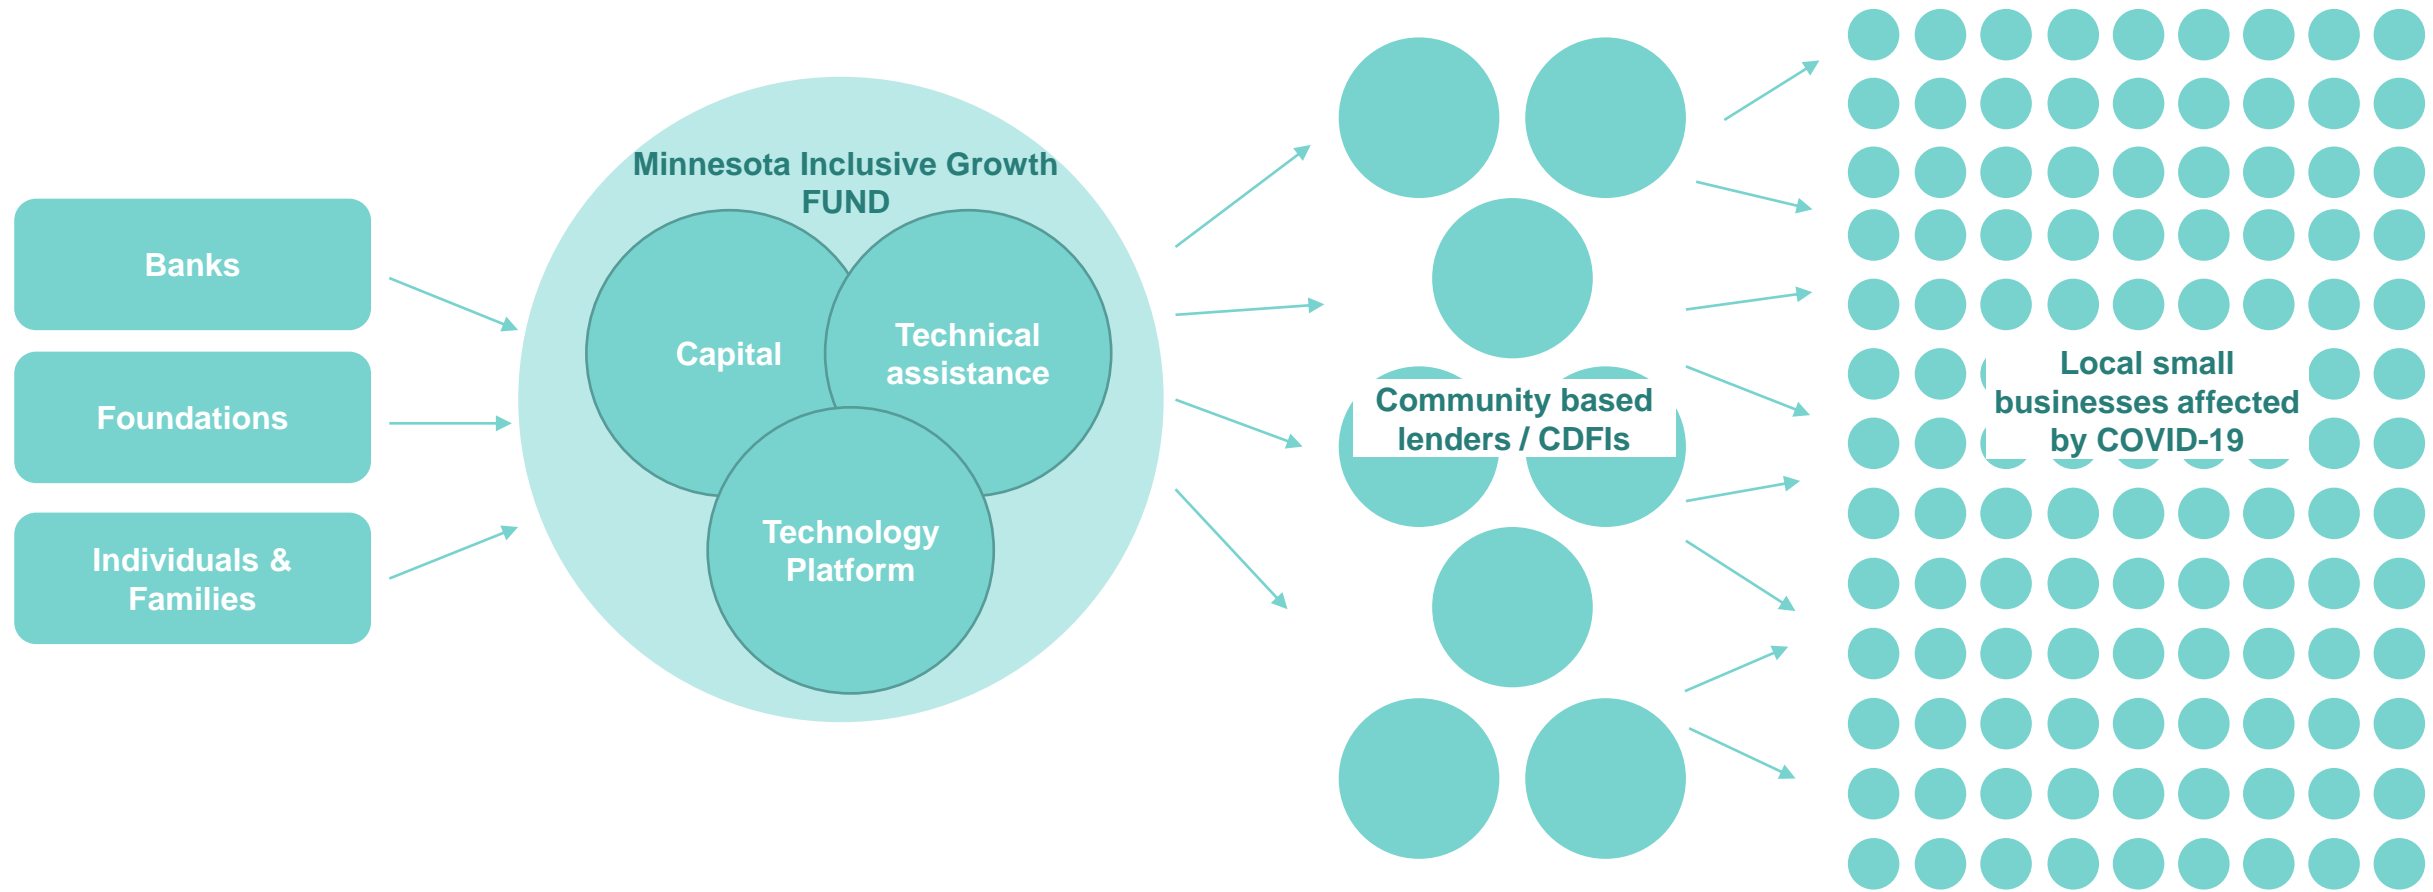 Banks
Foundations
Individuals &
Families
Minnesota Inclusive Growth
FUND
Capital
Technical
assistance
Technology
Platform
Community based
lenders / CDFIs
Local small
businesses affected
by COVID-19